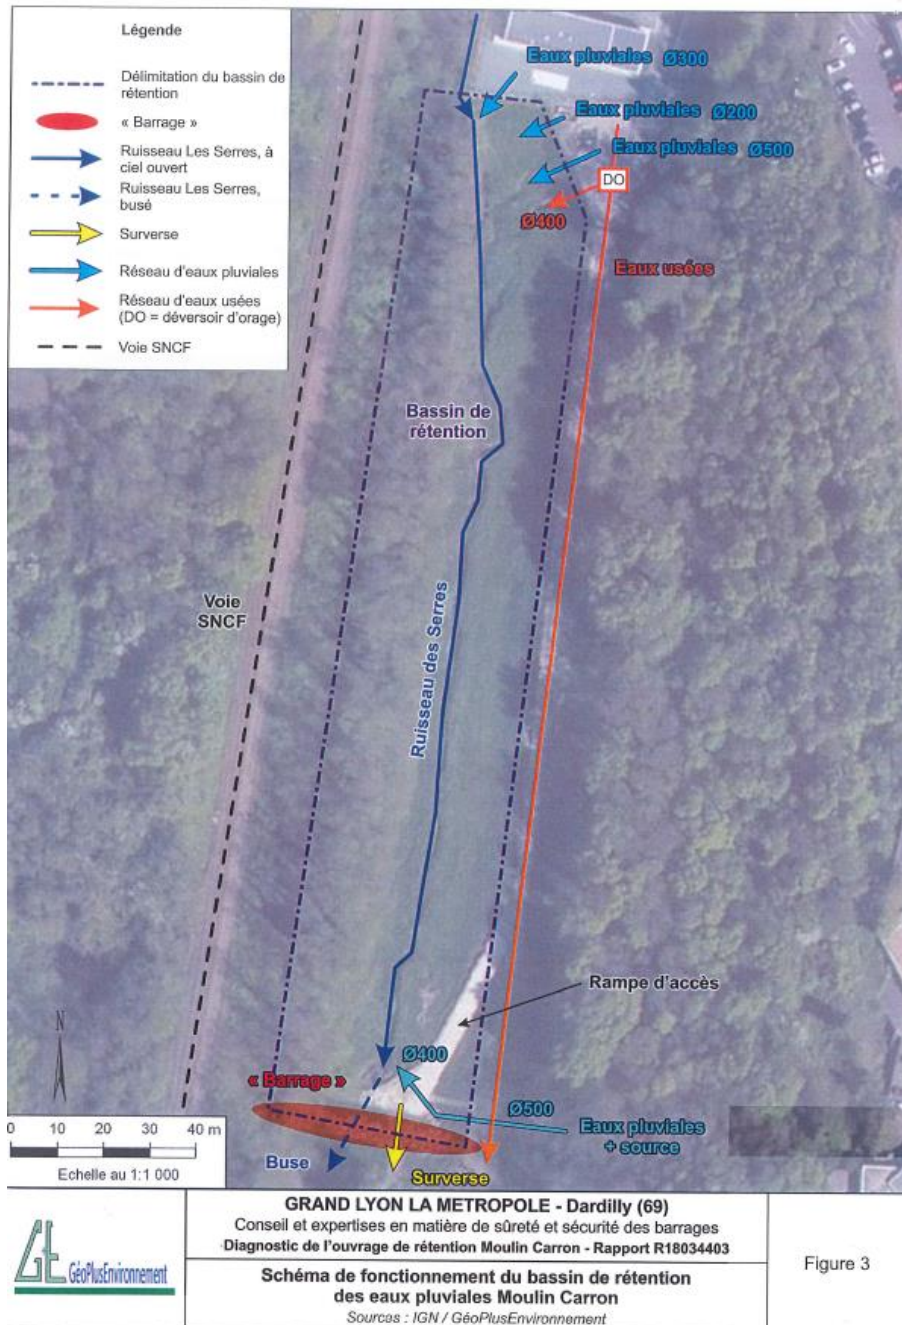 Légende
Délimitation du bassin de
rétention
« Barrage »
Ruisseau Les Serres, à
ciel ouvert
Ruisseau Les Serres,
busé
Surverse
Réseau d'eaux pluviales
Réseau d'eaux usées
(DO = déversoir d'orage)
Voie SNCF
Eaux pluviales Ø300
Eaux pluviales Ø200
Eaux pluviales Ø500
DO
Ø400
Eaux usées
Bassin de
rétention
Voie
SNCF
Ruisseau des Serres
Rampe d'accès
N
Ø400
« Barrage »
Ø500
Eaux pluviales
+ source
0 10 20 30 40 m
Echelle au 1:1 000
Buse
Surverse
GéoPlusEnvironnement
GRAND LYON LA METROPOLE - Dardilly (69)
Conseil et expertises en matière de sûreté et sécurité des barrages
Diagnostic de l'ouvrage de rétention Moulin Carron - Rapport R18034403
Schéma de fonctionnement du bassin de rétention
des eaux pluviales Moulin Carron
Sources : IGN / GéoPlusEnvironnement
Figure 3